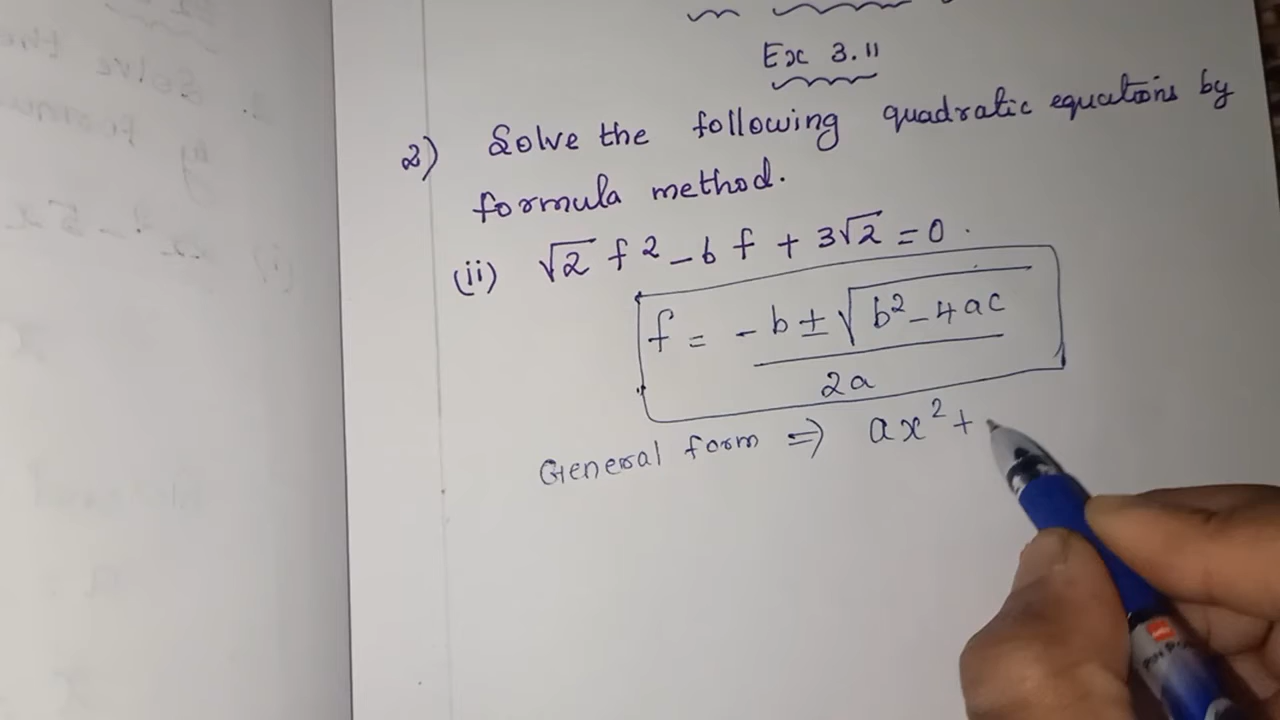 Ex 3.11
2) Solve the following quadratic equations by
formula method.
(ii) √2 f² - 6 f + 3√2 = 0.
f = -b ± √b² - 4ac
2a
General form ⇒ ax² +